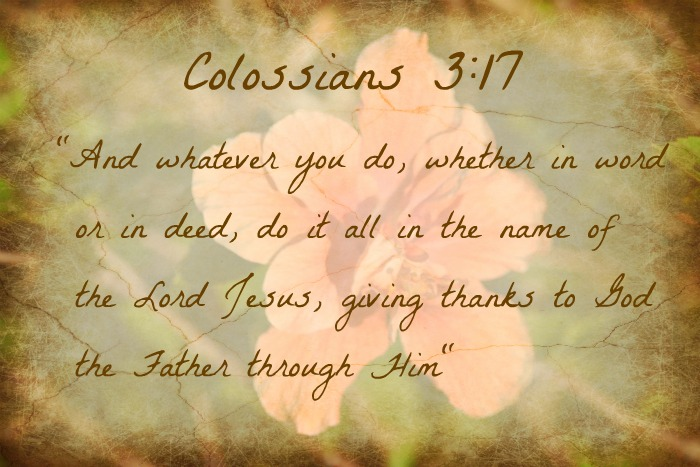 Colossians 3:17
"And whatever you do, whether in word
or in deed, do it all in the name of
the Lord Jesus, giving thanks to God
the Father through Him"